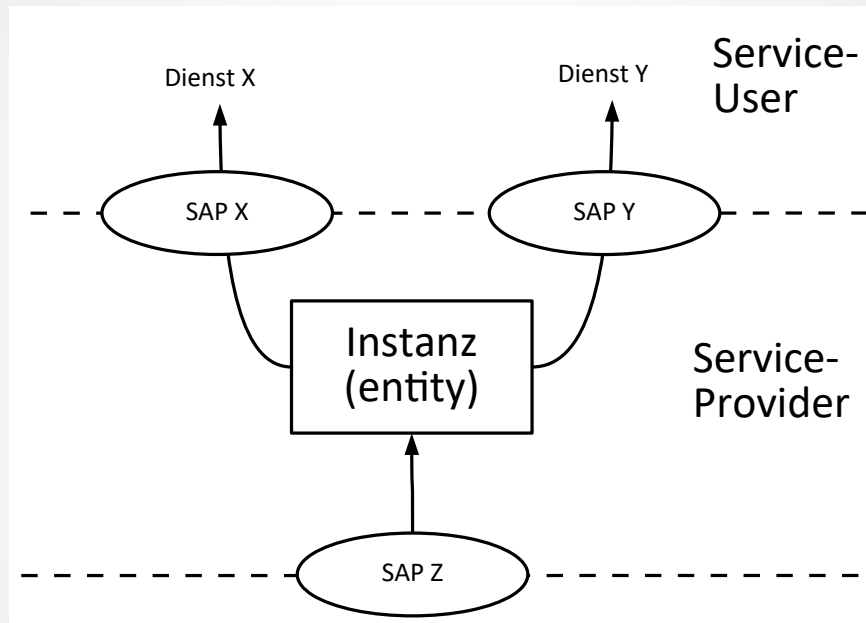 Service-
User
Dienst X
Dienst Y
SAP X
SAP Y
Instanz
(entity)
Service-
Provider
SAP Z